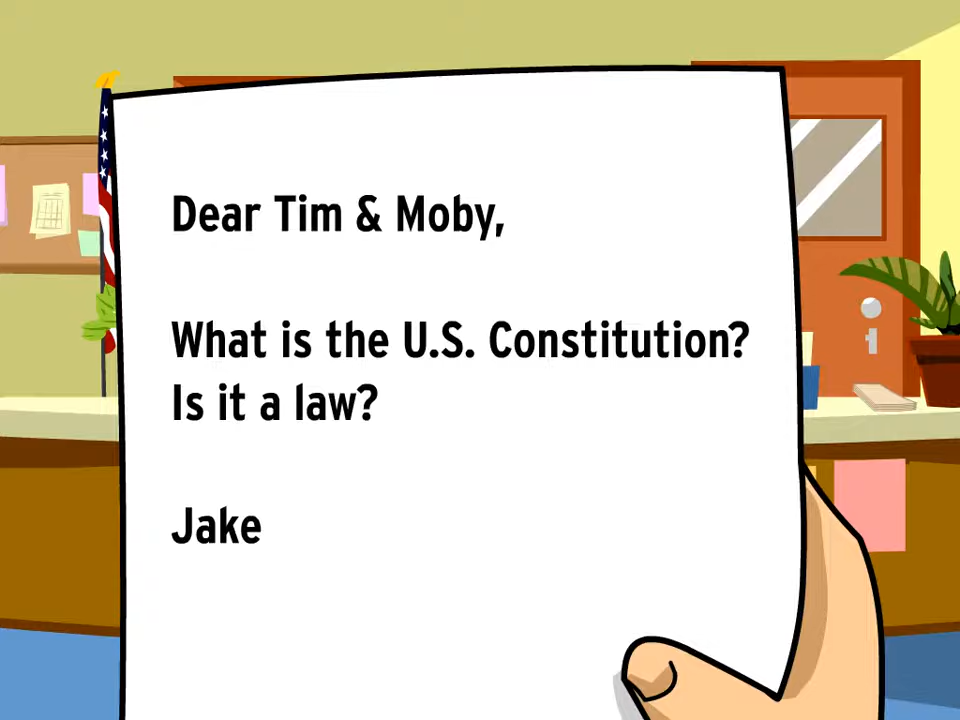 Dear Tim & Moby,
What is the U.S. Constitution?
Is it a law?
Jake